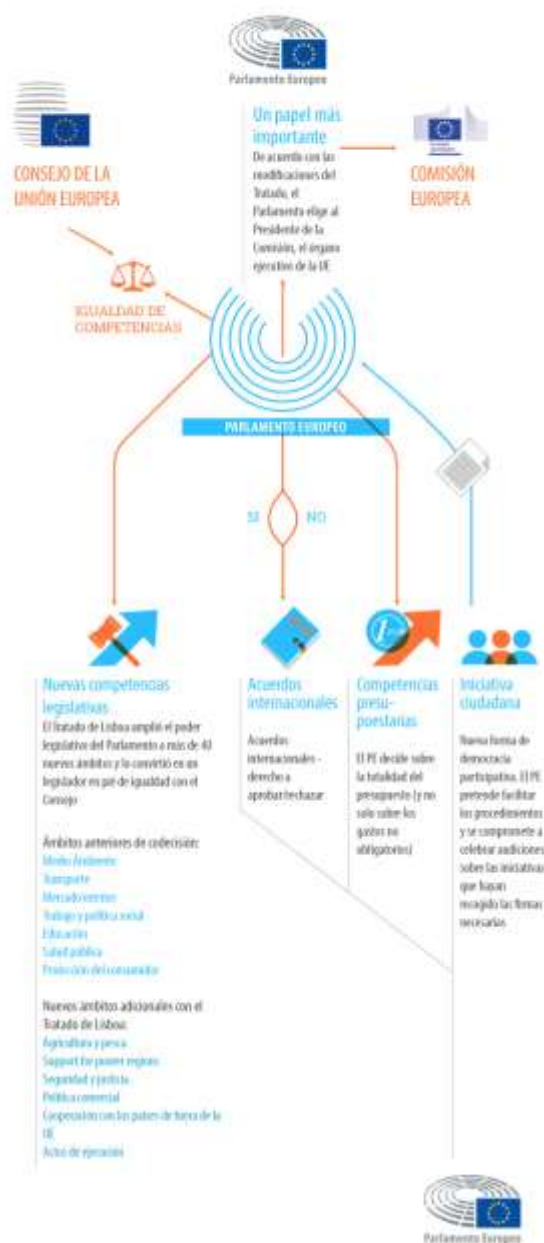 Parlamento Europeo
Un papel más
importante
De acuerdo con las
modificaciones del
Tratado, el
Parlamento elige al
Presidente de la
Comisión, el órgano
ejecutivo de la UE
CONSEJO DE LA
UNIÓN EUROPEA
COMISIÓN
EUROPEA
IGUALDAD DE
COMPETENCIAS
PARLAMENTO EUROPEO
SI
NO
Nuevas competencias
legislativas
El Tratado de Lisboa amplió el poder
legislativo del Parlamento a más de 40
nuevos ámbitos y lo convirtió en un
legislador en pie de igualdad con el
Consejo
Ámbitos anteriores de codecisión:
Medio Ambiente
Transporte
Mercado interior
Trabajo y política social
Educación
Salud pública
Protección del consumidor
Nuevos ámbitos adicionales con el
Tratado de Lisboa:
Agricultura y pesca
Support for poorer regions
Seguridad y justicia
Política comercial
Cooperación con los países de fuera de la
UE
Actos de ejecución
Acuerdos
internacionales
Acuerdos
internacionales -
derecho a
aprobar/rechazar
1
Competencias
presu-
puestarias
El PE decide sobre
la totalidad del
presupuesto (y no
solo sobre los
gastos no
obligatorios)
Iniciativa
ciudadana
Nueva forma de
democracia
participativa. El PE
pretende facilitar
los procedimientos
y se compromete a
celebrar audiciones
sobre las iniciativas
que hayan
recogido las firmas
necesarias
Parlamento Europeo